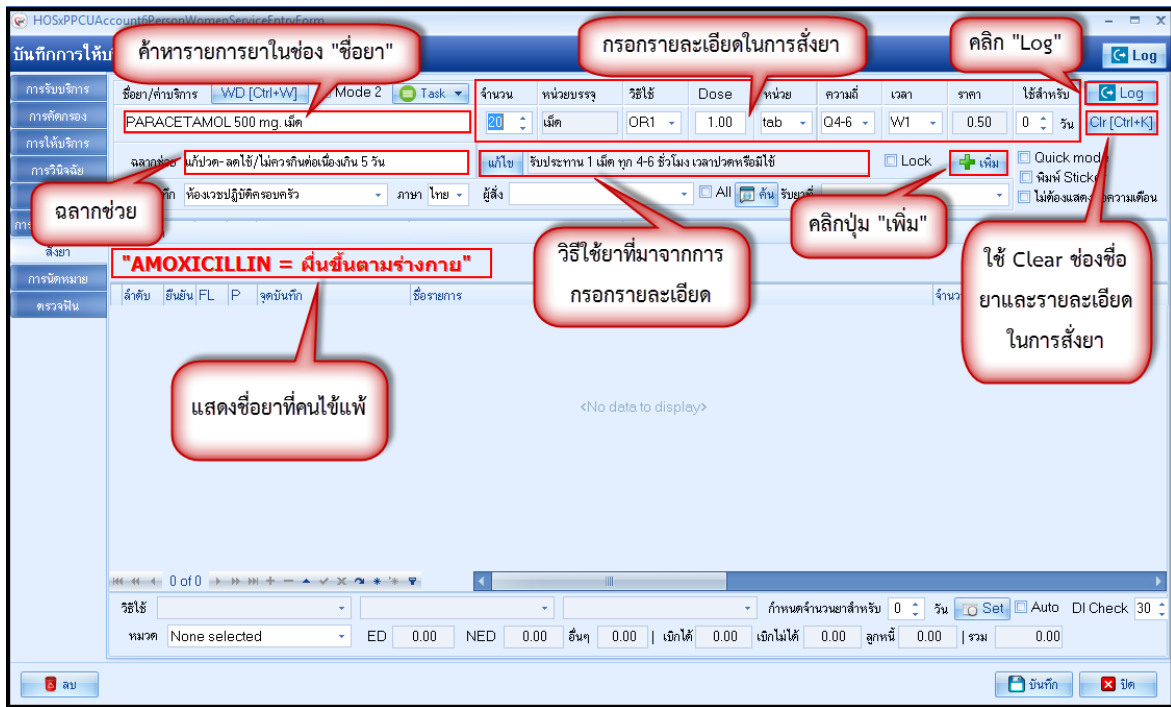 HOSxPPCUAccount6PersonWomenServiceEntryForm
บันทึกการให้บ
Log
ค้าหารายการยาในช่อง "ชื่อยา"
กรอกรายละเอียดในการสั่งยา
คลิก "Log"
การรับบริการ
การคัดกรอง
การให้บริการ
การวินิจฉัย
สั่งยา
การนัดหมาย
ตรวจฟัน
ชื่อยา/ค่าบริการ WD [Ctrl+W] Mode 2 Task จำนวน หน่วยบรรจุ วิธีใช้ Dose หน่วย ความถี่ เวลา ราคา ใช้สำหรับ Log
PARACETAMOL 500 mg. เม็ด 20 เม็ด OR1 1.00 tab Q4-6 W1 0.50 0 วัน Clr [Ctrl+K]
ฉลากช่วย แก้ปวด-ลดไข้/ไม่ควรกินต่อเนื่องเกิน 5 วัน แก้ไข รับประทาน 1 เม็ด ทุก 4-6 ชั่วโมง เวลาปวดหรือมีไข้ Lock เพิ่ม Quick mode
พิมพ์ Sticker
ห้องเวชปฏิบัติครอบครัว ภาษา ไทย ผู้สั่ง All ค้น รับยาที่ ไม่ต้องแสดง ความเตือน
ฉลากช่วย
วิธีใช้ยาที่มาจากการ
กรอกรายละเอียด
คลิกปุ่ม "เพิ่ม"
ใช้ Clear ช่องชื่อ
ยาและรายละเอียด
ในการสั่งยา
"AMOXICILLIN = ผื่นขึ้นตามร่างกาย"
ลำดับ ยืนยัน FL P จุดบันทึก ชื่อรายการ
แสดงชื่อยาที่คนไข้แพ้
<No data to display>
0 of 0
วิธีใช้ กำหนดจำนวนยาสำหรับ 0 วัน Set Auto DI Check 30
หมวด None selected ED 0.00 NED 0.00 อื่นๆ 0.00 | เบิกได้ 0.00 เบิกไม่ได้ 0.00 ลูกหนี้ 0.00 | รวม 0.00
ลบ บันทึก ปิด